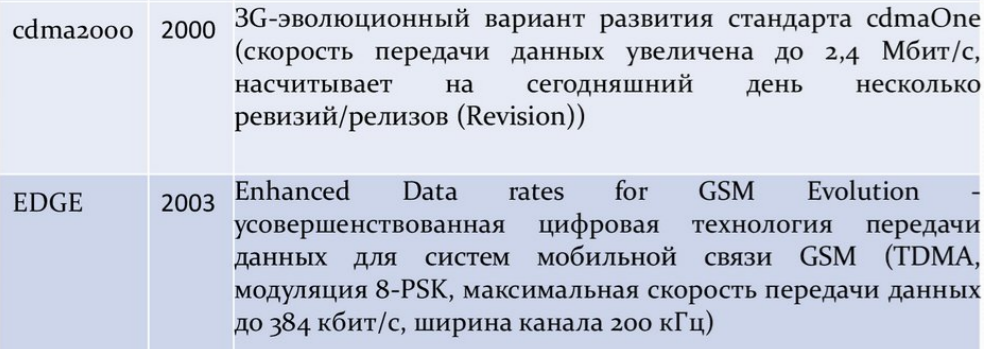 cdma2000 2000 3G-эволюционный вариант развития стандарта cdmaOne
(скорость передачи данных увеличена до 2,4 Мбит/с,
насчитывает на сегодняшний день несколько
ревизий/релизов (Revision))
EDGE 2003 Enhanced Data rates for GSM Evolution -
усовершенствованная цифровая технология передачи
данных для систем мобильной связи GSM (TDMA,
модуляция 8-PSK, максимальная скорость передачи данных
до 384 кбит/с, ширина канала 200 кГц)